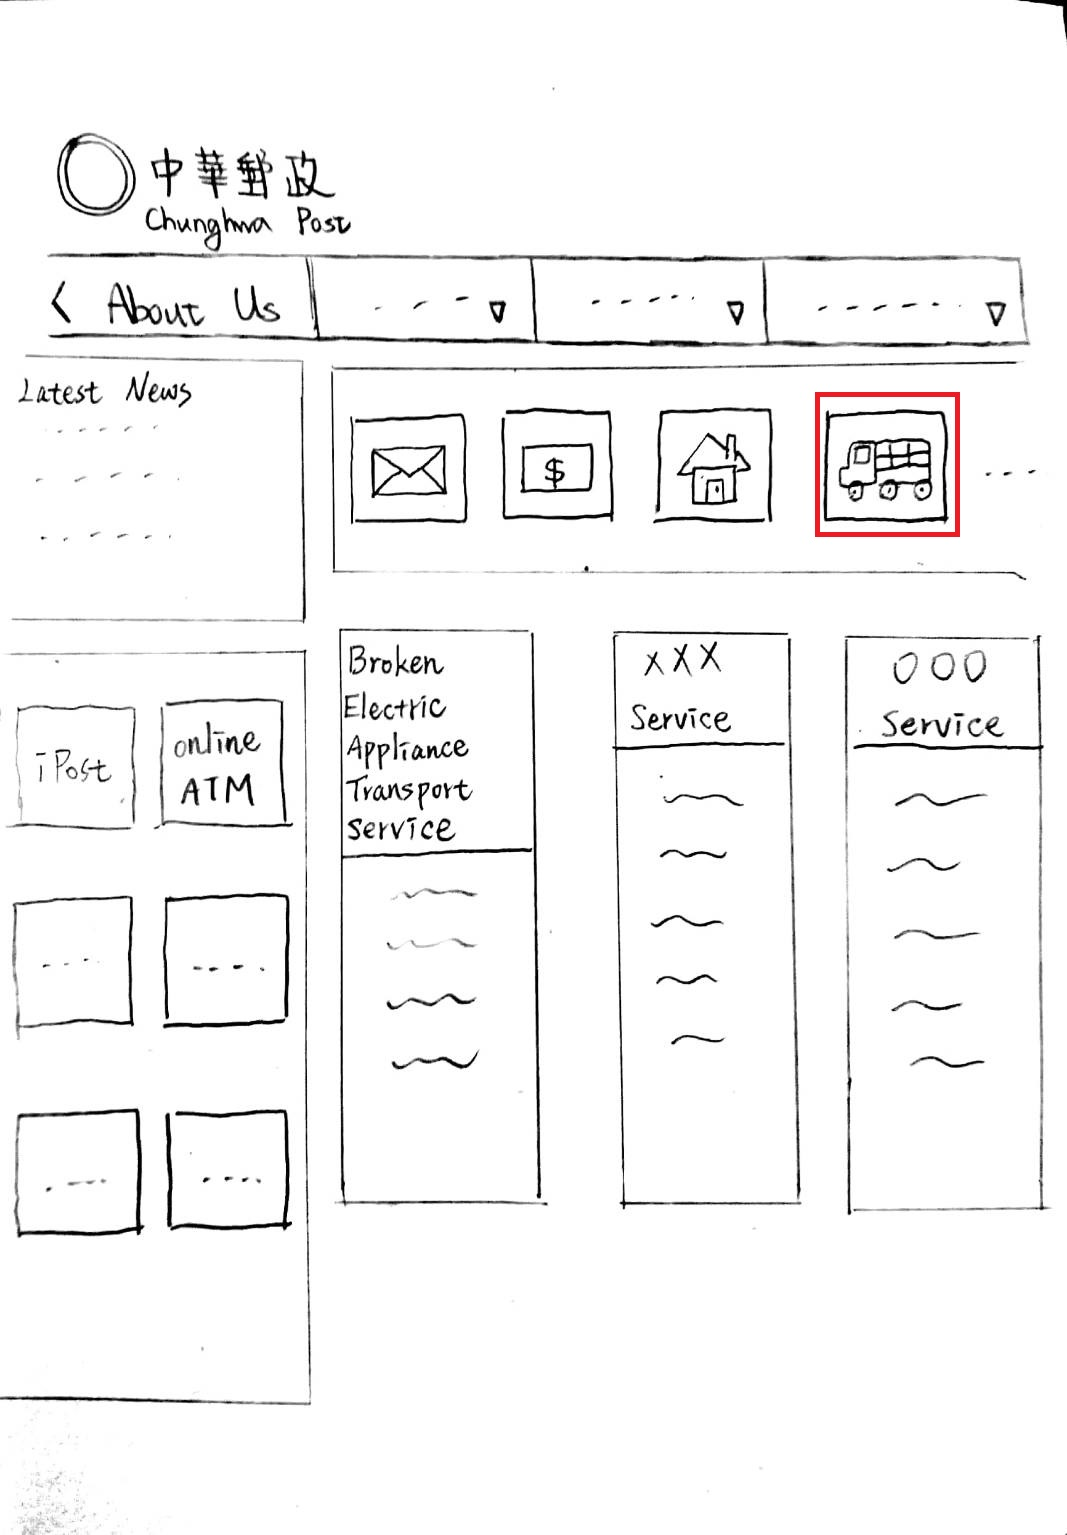 中華郵政
Chunghwa Post
< About Us
Latest News
$
iPost
online
ATM
Broken
Electric
Appliance
Transport
Service
XXX
Service
OOO
Service